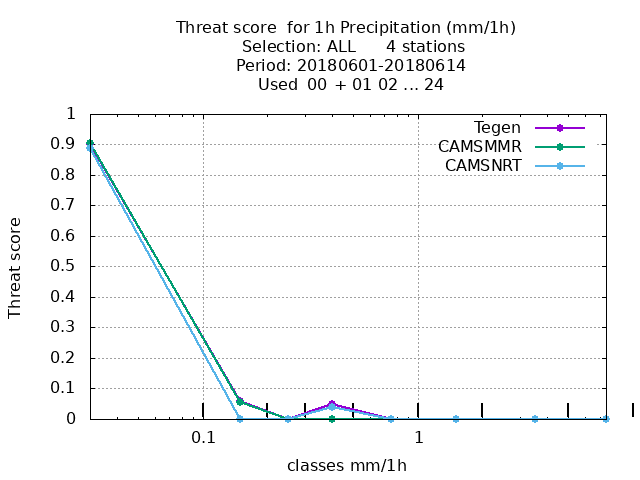 Threat score  for 1h Precipitation (mm/1h)
Selection: ALL      4 stations
Period: 20180601-20180614
Used  00  + 01 02 ... 24
Tegen
CAMSMMR
CAMSNRT
1
0.9
0.8
0.7
0.6
0.5
0.4
0.3
0.2
0.1
0
Threat score
0.1 1
classes mm/1h